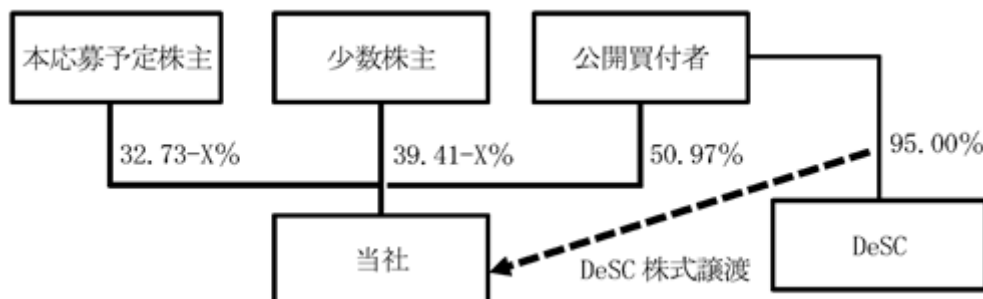 本応募予定株主
少数株主
公開買付者
32.73-X%
39.41-X%
50.97%
95.00%
当社
DeSC 株式譲渡
DeSC